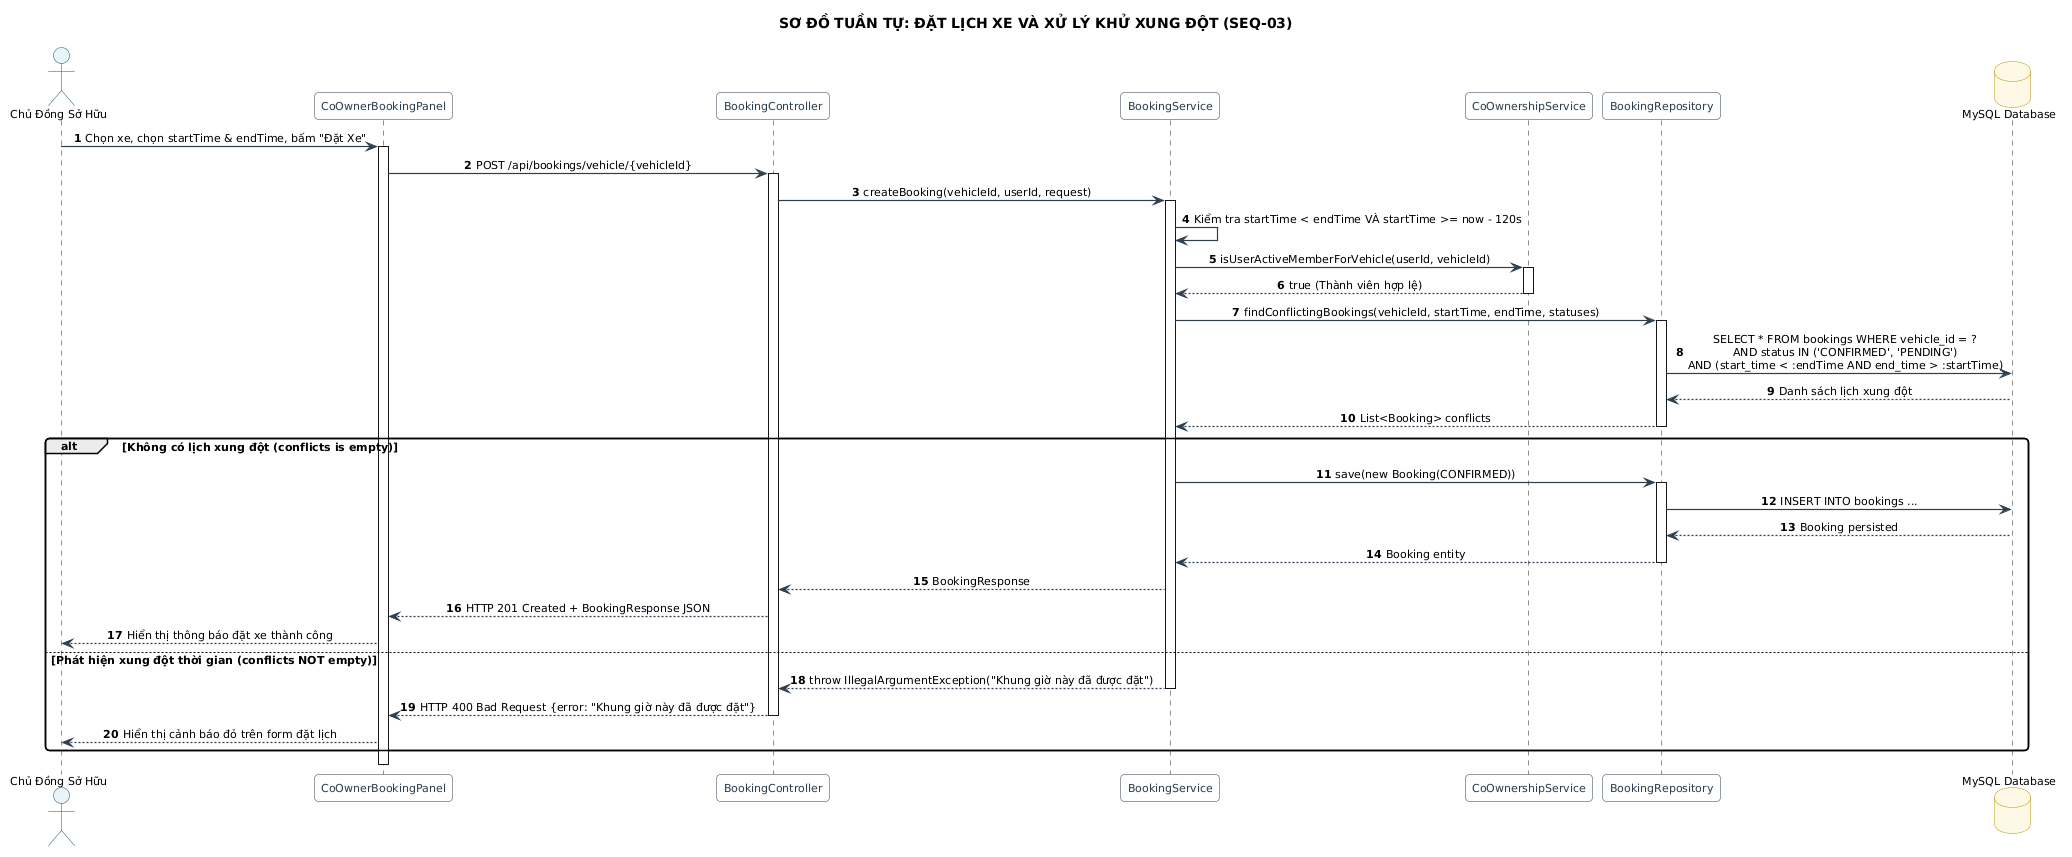 SƠ ĐỒ TUẦN TỰ: ĐẶT LỊCH XE VÀ XỬ LÝ KHỬ XUNG ĐỘT (SEQ-03)
Chủ Đồng Sở Hữu
CoOwnerBookingPanel
BookingController
BookingService
CoOwnershipService
BookingRepository
MySQL Database
1 Chọn xe, chọn startTime & endTime, bấm "Đặt Xe"
2 POST /api/bookings/vehicle/{vehicleId}
3 createBooking(vehicleId, userId, request)
4 Kiểm tra startTime < endTime VÀ startTime >= now - 120s
5 isUserActiveMemberForVehicle(userId, vehicleId)
6 true (Thành viên hợp lệ)
7 findConflictingBookings(vehicleId, startTime, endTime, statuses)
SELECT * FROM bookings WHERE vehicle_id = ?
8 AND status IN ('CONFIRMED', 'PENDING')
AND (start_time < :endTime AND end_time > :startTime)
9 Danh sách lịch xung đột
10 List<Booking> conflicts
alt [Không có lịch xung đột (conflicts is empty)]
11 save(new Booking(CONFIRMED))
12 INSERT INTO bookings ...
13 Booking persisted
14 Booking entity
15 BookingResponse
16 HTTP 201 Created + BookingResponse JSON
17 Hiển thị thông báo đặt xe thành công
[Phát hiện xung đột thời gian (conflicts NOT empty)]
18 throw IllegalArgumentException("Khung giờ này đã được đặt")
19 HTTP 400 Bad Request {error: "Khung giờ này đã được đặt"}
20 Hiển thị cảnh báo đỏ trên form đặt lịch
Chủ Đồng Sở Hữu
CoOwnerBookingPanel
BookingController
BookingService
CoOwnershipService
BookingRepository
MySQL Database